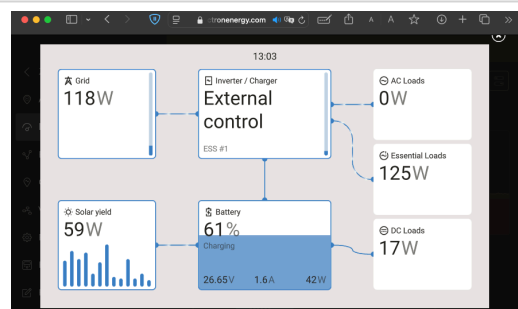 tronenergy.com
13:03
Grid
118W
Inverter / Charger
External
control
ESS #1
AC Loads
0W
Essential Loads
125W
Solar yield
59W
Battery
61%
Charging
26.65V 1.6A 42W
DC Loads
17W